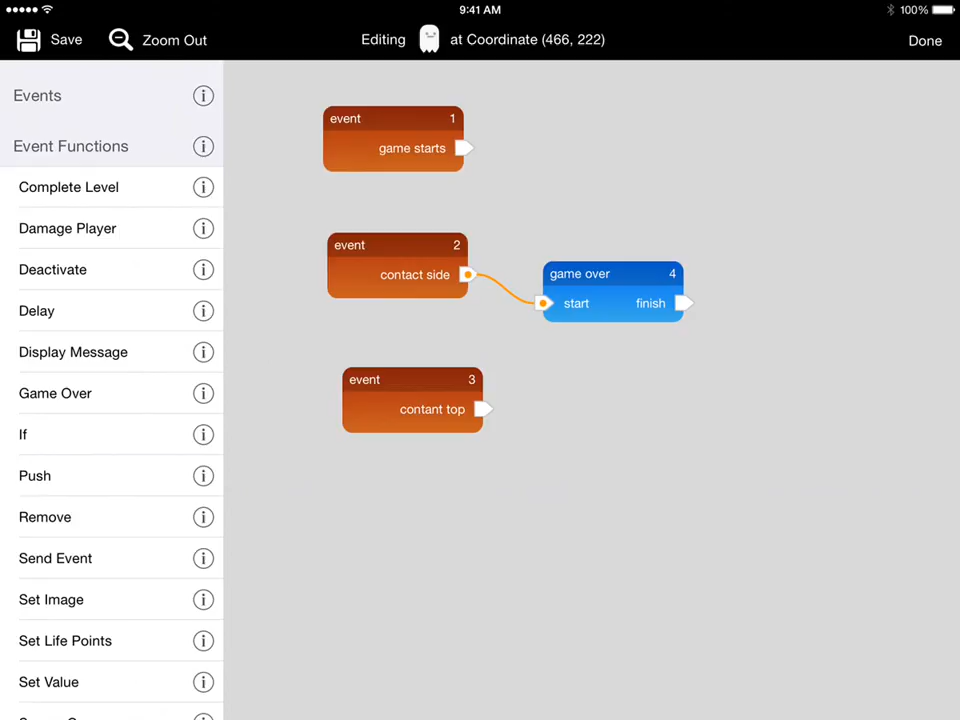 9:41 AM
100%
Save
Zoom Out
Editing at Coordinate (466, 222)
Done
Events
Event Functions
Complete Level
Damage Player
Deactivate
Delay
Display Message
Game Over
If
Push
Remove
Send Event
Set Image
Set Life Points
Set Value
event 1
game starts
event 2
contact side
game over 4
start finish
event 3
contant top